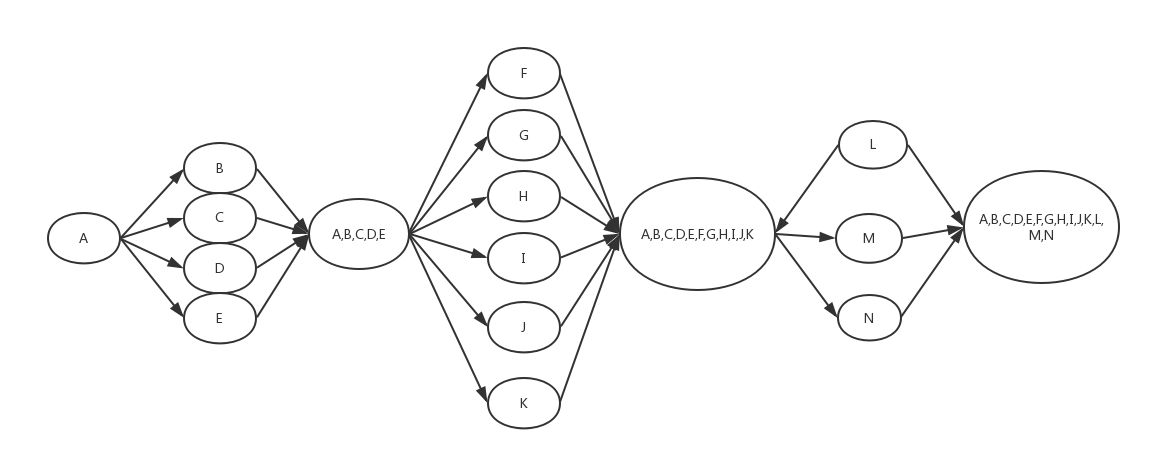 A
B
C
D
E
A,B,C,D,E
F
G
H
I
J
K
A,B,C,D,E,F,G,H,I,J,K
L
M
N
A,B,C,D,E,F,G,H,I,J,K,L,
M,N